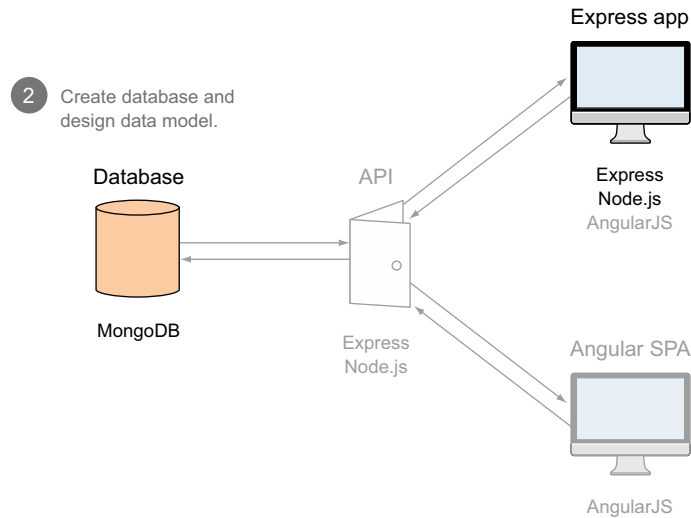 Express app
2
Create database and
design data model.
Database
API
Express
Node.js
AngularJS
MongoDB
Express
Node.js
Angular SPA
AngularJS